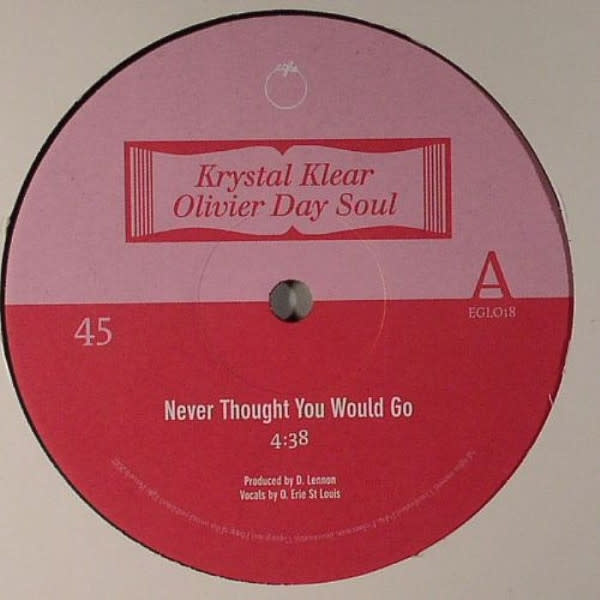 eglo
Krystal Klear
Olivier Day Soul
A
EGLO18
45
Never Thought You Would Go
4:38
Produced by D. Lennon
Vocals by O. Erie St Louis